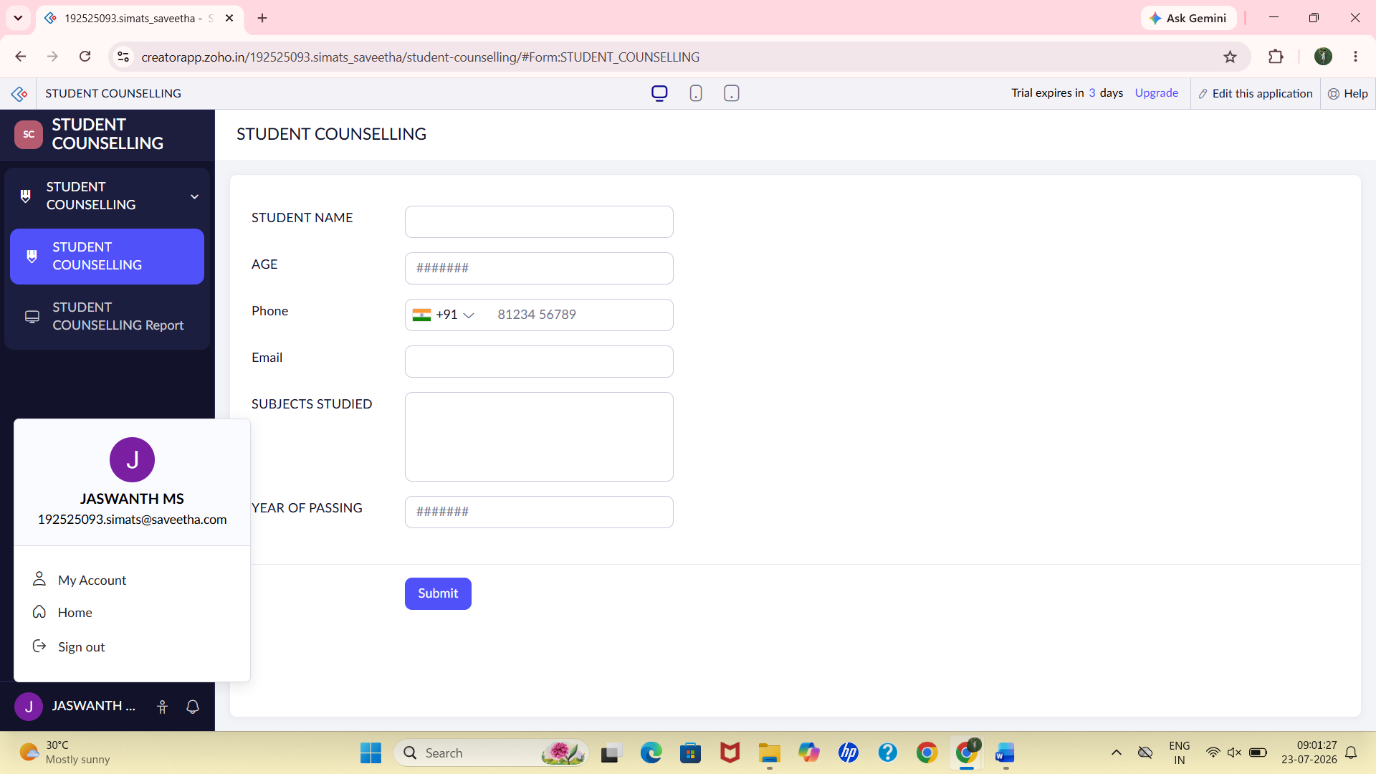 192525093.simats_saveetha - S
Ask Gemini
creatorapp.zoho.in/192525093.simats_saveetha/student-counselling/#Form:STUDENT_COUNSELLING
STUDENT COUNSELLING
Trial expires in 3 days Upgrade
Edit this application
Help
SC
STUDENT
COUNSELLING
STUDENT COUNSELLING
STUDENT
COUNSELLING
STUDENT
COUNSELLING
STUDENT
COUNSELLING Report
STUDENT NAME
AGE
#######
Phone
+91
81234 56789
Email
SUBJECTS STUDIED
YEAR OF PASSING
#######
Submit
J
JASWANTH MS
192525093.simats@saveetha.com
My Account
Home
Sign out
J
JASWANTH ...
30°C
Mostly sunny
Search
hp
?
W
ENG
IN
09:01:27
23-07-2026